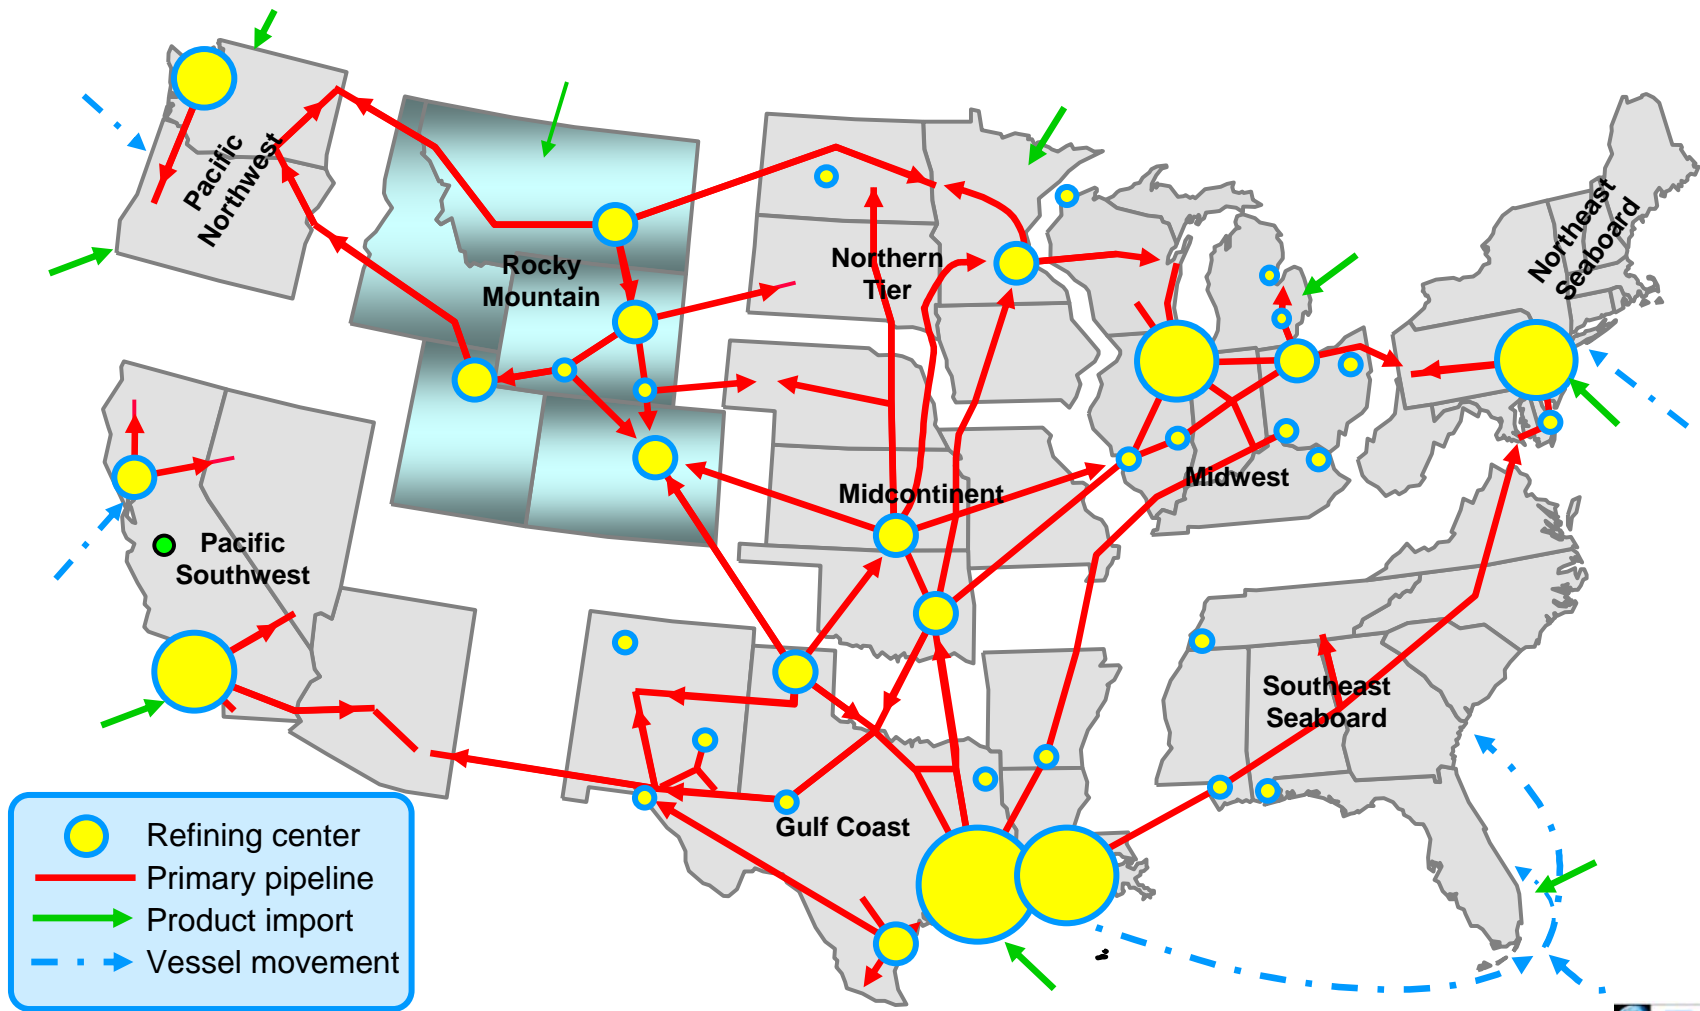 Pacific
Northwest
Rocky
Mountain
Northern
Tier
Northeast
Seaboard
Midcontinent
Midwest
Pacific
Southwest
Southeast
Seaboard
Gulf Coast
Refining center
Primary pipeline
Product import
Vessel movement